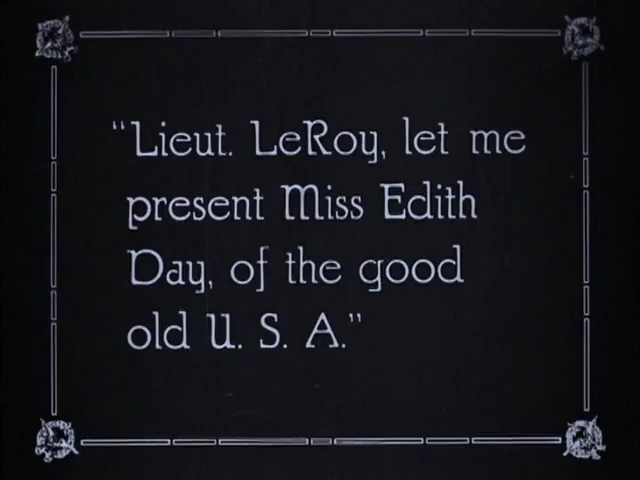 “Lieut. LeRoy, let me
present Miss Edith
Day, of the good
old U. S. A.”